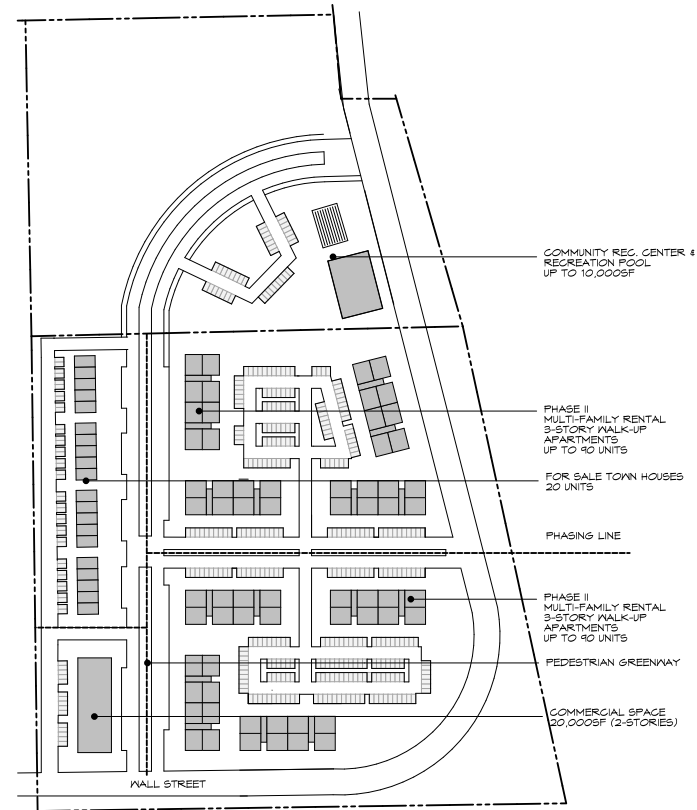 COMMUNITY REC. CENTER &
RECREATION POOL
UP TO 10,000SF
PHASE II
MULTI-FAMILY RENTAL
3-STORY WALK-UP
APARTMENTS
UP TO 90 UNITS
FOR SALE TOWN HOUSES
20 UNITS
PHASING LINE
PHASE II
MULTI-FAMILY RENTAL
3-STORY WALK-UP
APARTMENTS
UP TO 90 UNITS
PEDESTRIAN GREENWAY
COMMERCIAL SPACE
20,000SF (2-STORIES)
WALL STREET